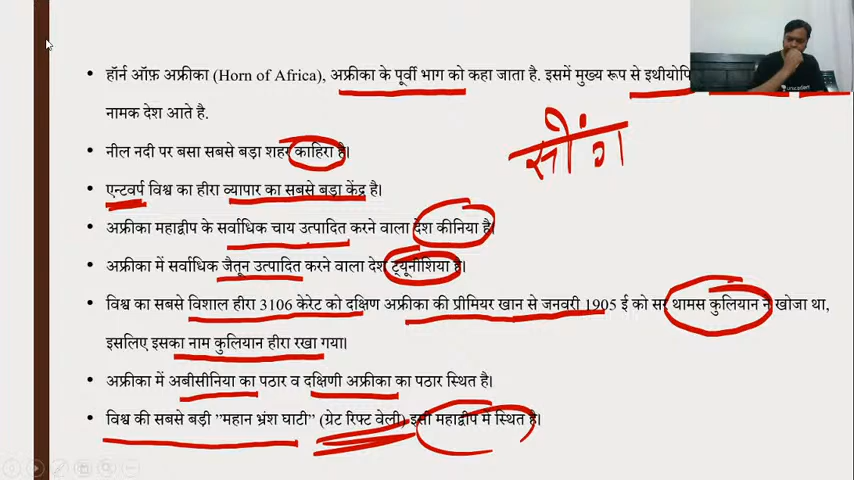 हॉर्न ऑफ़ अफ्रीका (Horn of Africa), अफ्रीका के पूर्वी भाग को कहा जाता है. इसमें मुख्य रूप से
नामक देश आते है.
सींग
नील नदी पर बसा सबसे बड़ा शहर काहिरा है।
एन्टवर्प विश्व का हीरा व्यापार का सबसे बड़ा केंद्र है।
अफ्रीका महाद्वीप के सर्वाधिक चाय उत्पादित करने वाला देश कीनिया है।
अफ्रीका में सर्वाधिक जैतून उत्पादित करने वाला देश ट्यूनीशिया है।
विश्व का सबसे विशाल हीरा 3106 केरेट को दक्षिण अफ्रीका की प्रीमियर खान से जनवरी 1905 ई को सर थामस कुलियान ने खोजा था,
इसलिए इसका नाम कुलियान हीरा रखा गया।
अफ्रीका में अबीसीनिया का पठार व दक्षिणी अफ्रीका का पठार स्थित है।
विश्व की सबसे बड़ी "महान भ्रंश घाटी" (ग्रेट रिफ्ट वेली) इसी महाद्वीप में स्थित है।